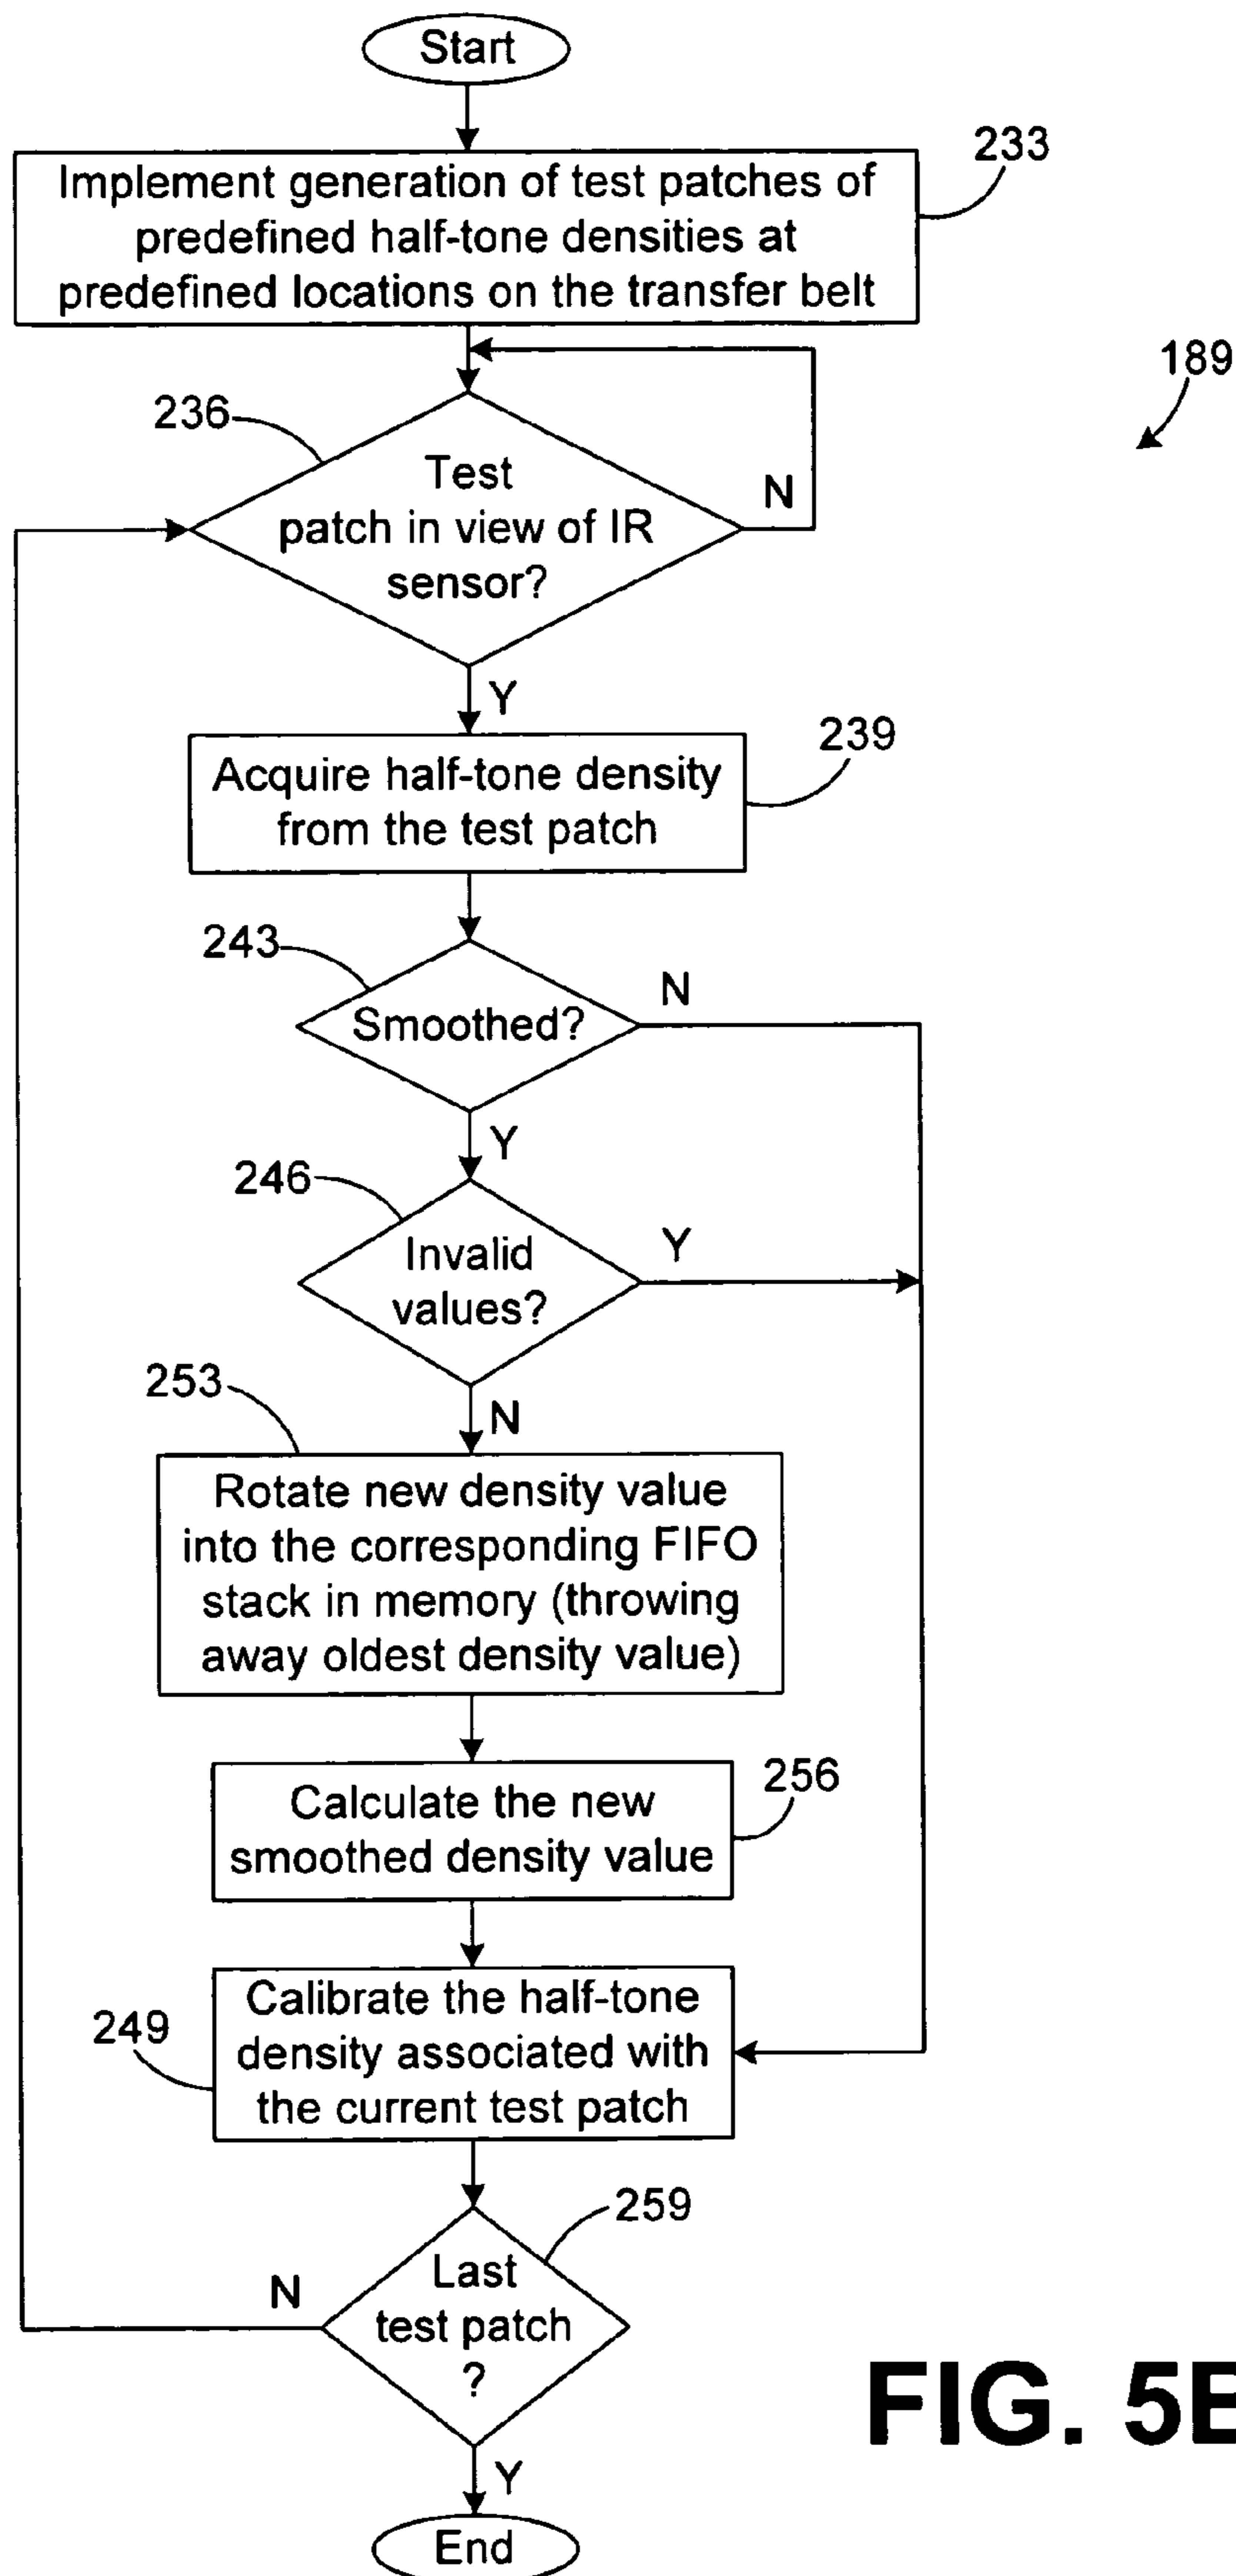 Start
233
Implement generation of test patches of
predefined half-tone densities at
predefined locations on the transfer belt
189
236
Test
patch in view of IR
sensor?
N
Y
239
Acquire half-tone density
from the test patch
243
Smoothed?
N
Y
246
Invalid
values?
Y
N
253
Rotate new density value
into the corresponding FIFO
stack in memory (throwing
away oldest density value)
256
Calculate the new
smoothed density value
249
Calibrate the half-tone
density associated with
the current test patch
259
Last
test patch
?
N
Y
End
FIG. 5B